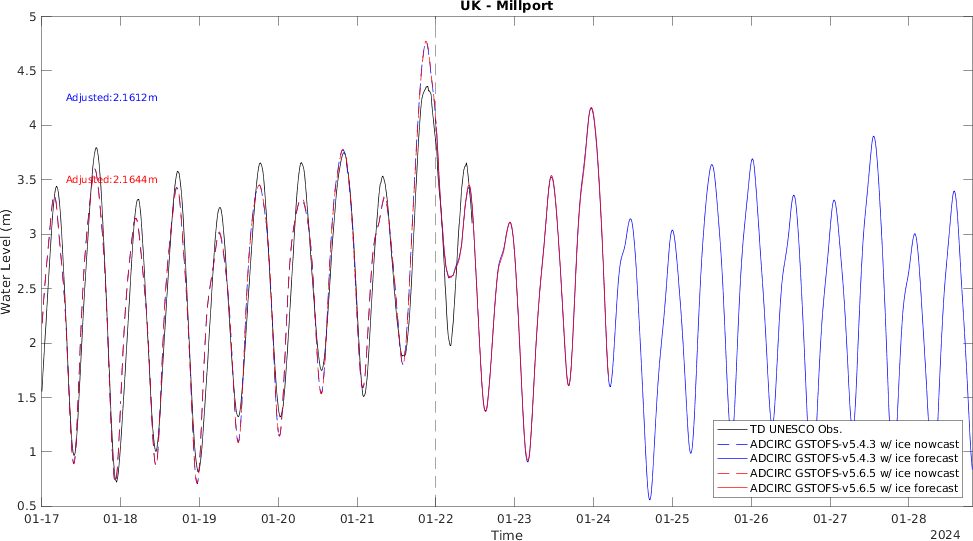 UK - Millport
Water Level (m)
5
4.5
4
3.5
3
2.5
2
1.5
1
0.5
Adjusted:2.1612m
Adjusted:2.1644m
TD UNESCO Obs.
ADCIRC GSTOFS-v5.4.3 w/ ice nowcast
ADCIRC GSTOFS-v5.4.3 w/ ice forecast
ADCIRC GSTOFS-v5.6.5 w/ ice nowcast
ADCIRC GSTOFS-v5.6.5 w/ ice forecast
01-17 01-18 01-19 01-20 01-21 01-22 01-23 01-24 01-25 01-26 01-27 01-28
Time
2024